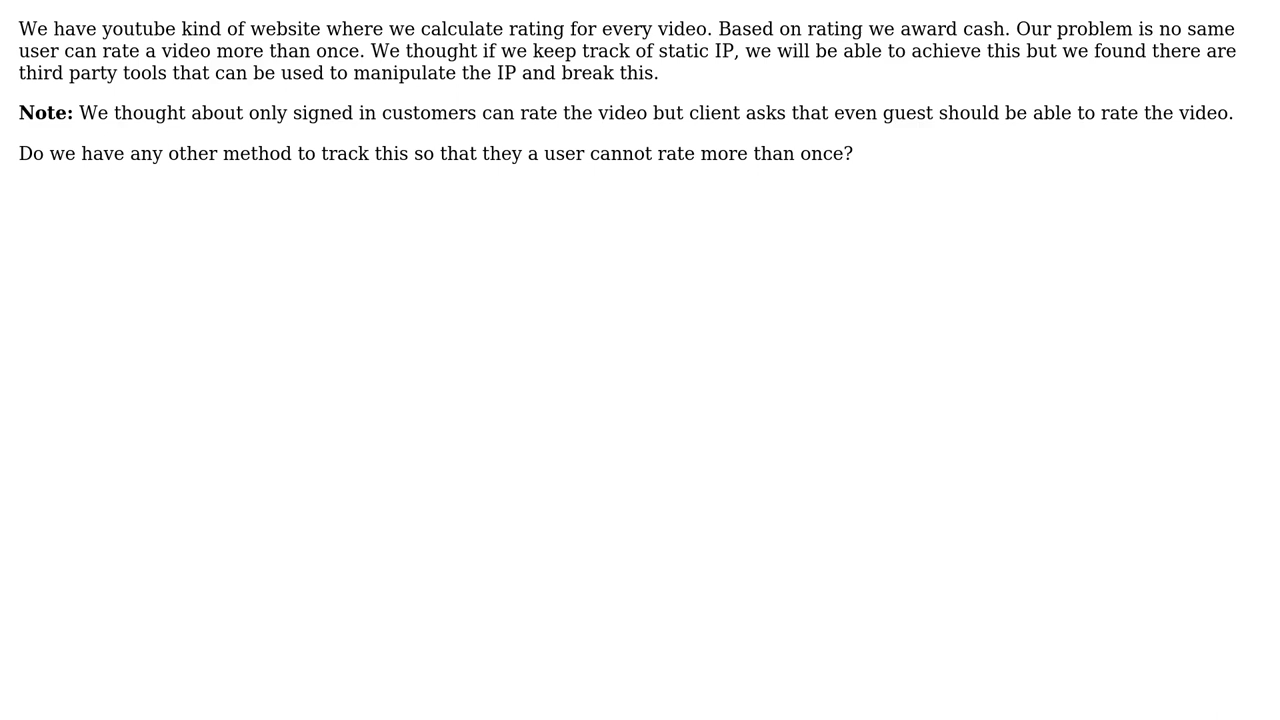 We have youtube kind of website where we calculate rating for every video. Based on rating we award cash. Our problem is no same
user can rate a video more than once. We thought if we keep track of static IP, we will be able to achieve this but we found there are
third party tools that can be used to manipulate the IP and break this.
Note: We thought about only signed in customers can rate the video but client asks that even guest should be able to rate the video.
Do we have any other method to track this so that they a user cannot rate more than once?